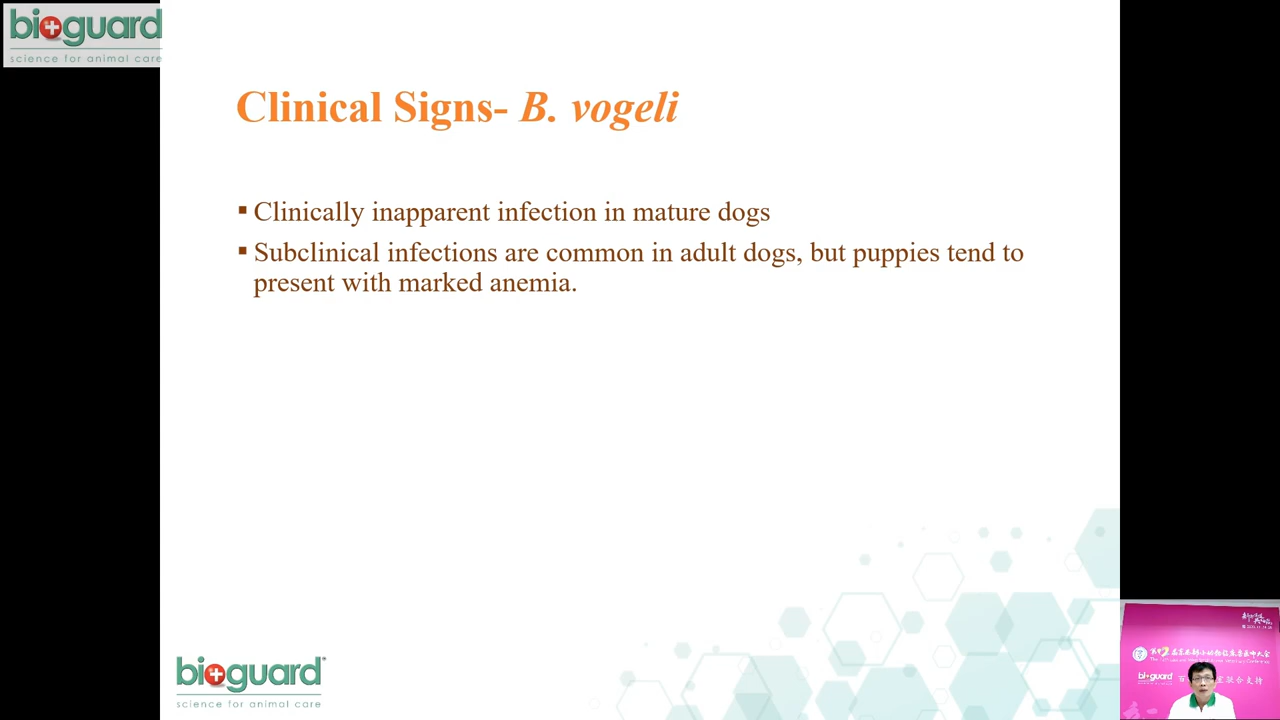 bioguard
science for animal care
Clinical Signs- B. vogeli
▪ Clinically inapparent infection in mature dogs
▪ Subclinical infections are common in adult dogs, but puppies tend to
present with marked anemia.
bioguard®
science for animal care
bioguard